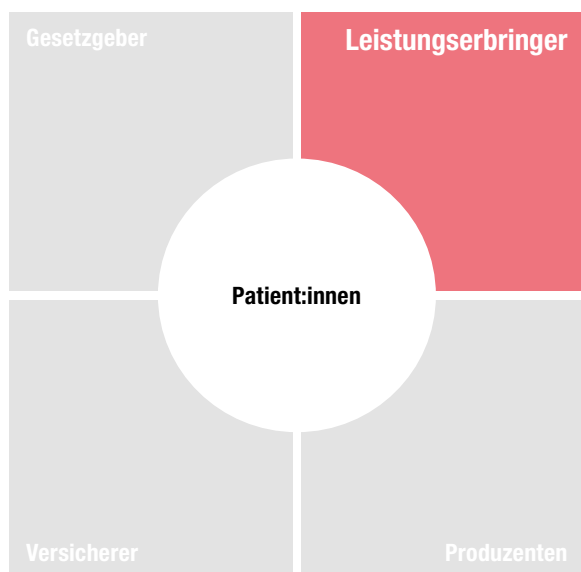 Gesetzgeber
Leistungserbringer
Patient:innen
Versicherer
Produzenten